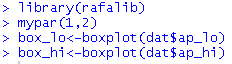 > library(rafalib)
> mypar(1,2)
> box_lo<-boxplot(dat$ap_lo)
> box_hi<-boxplot(dat$ap_hi)